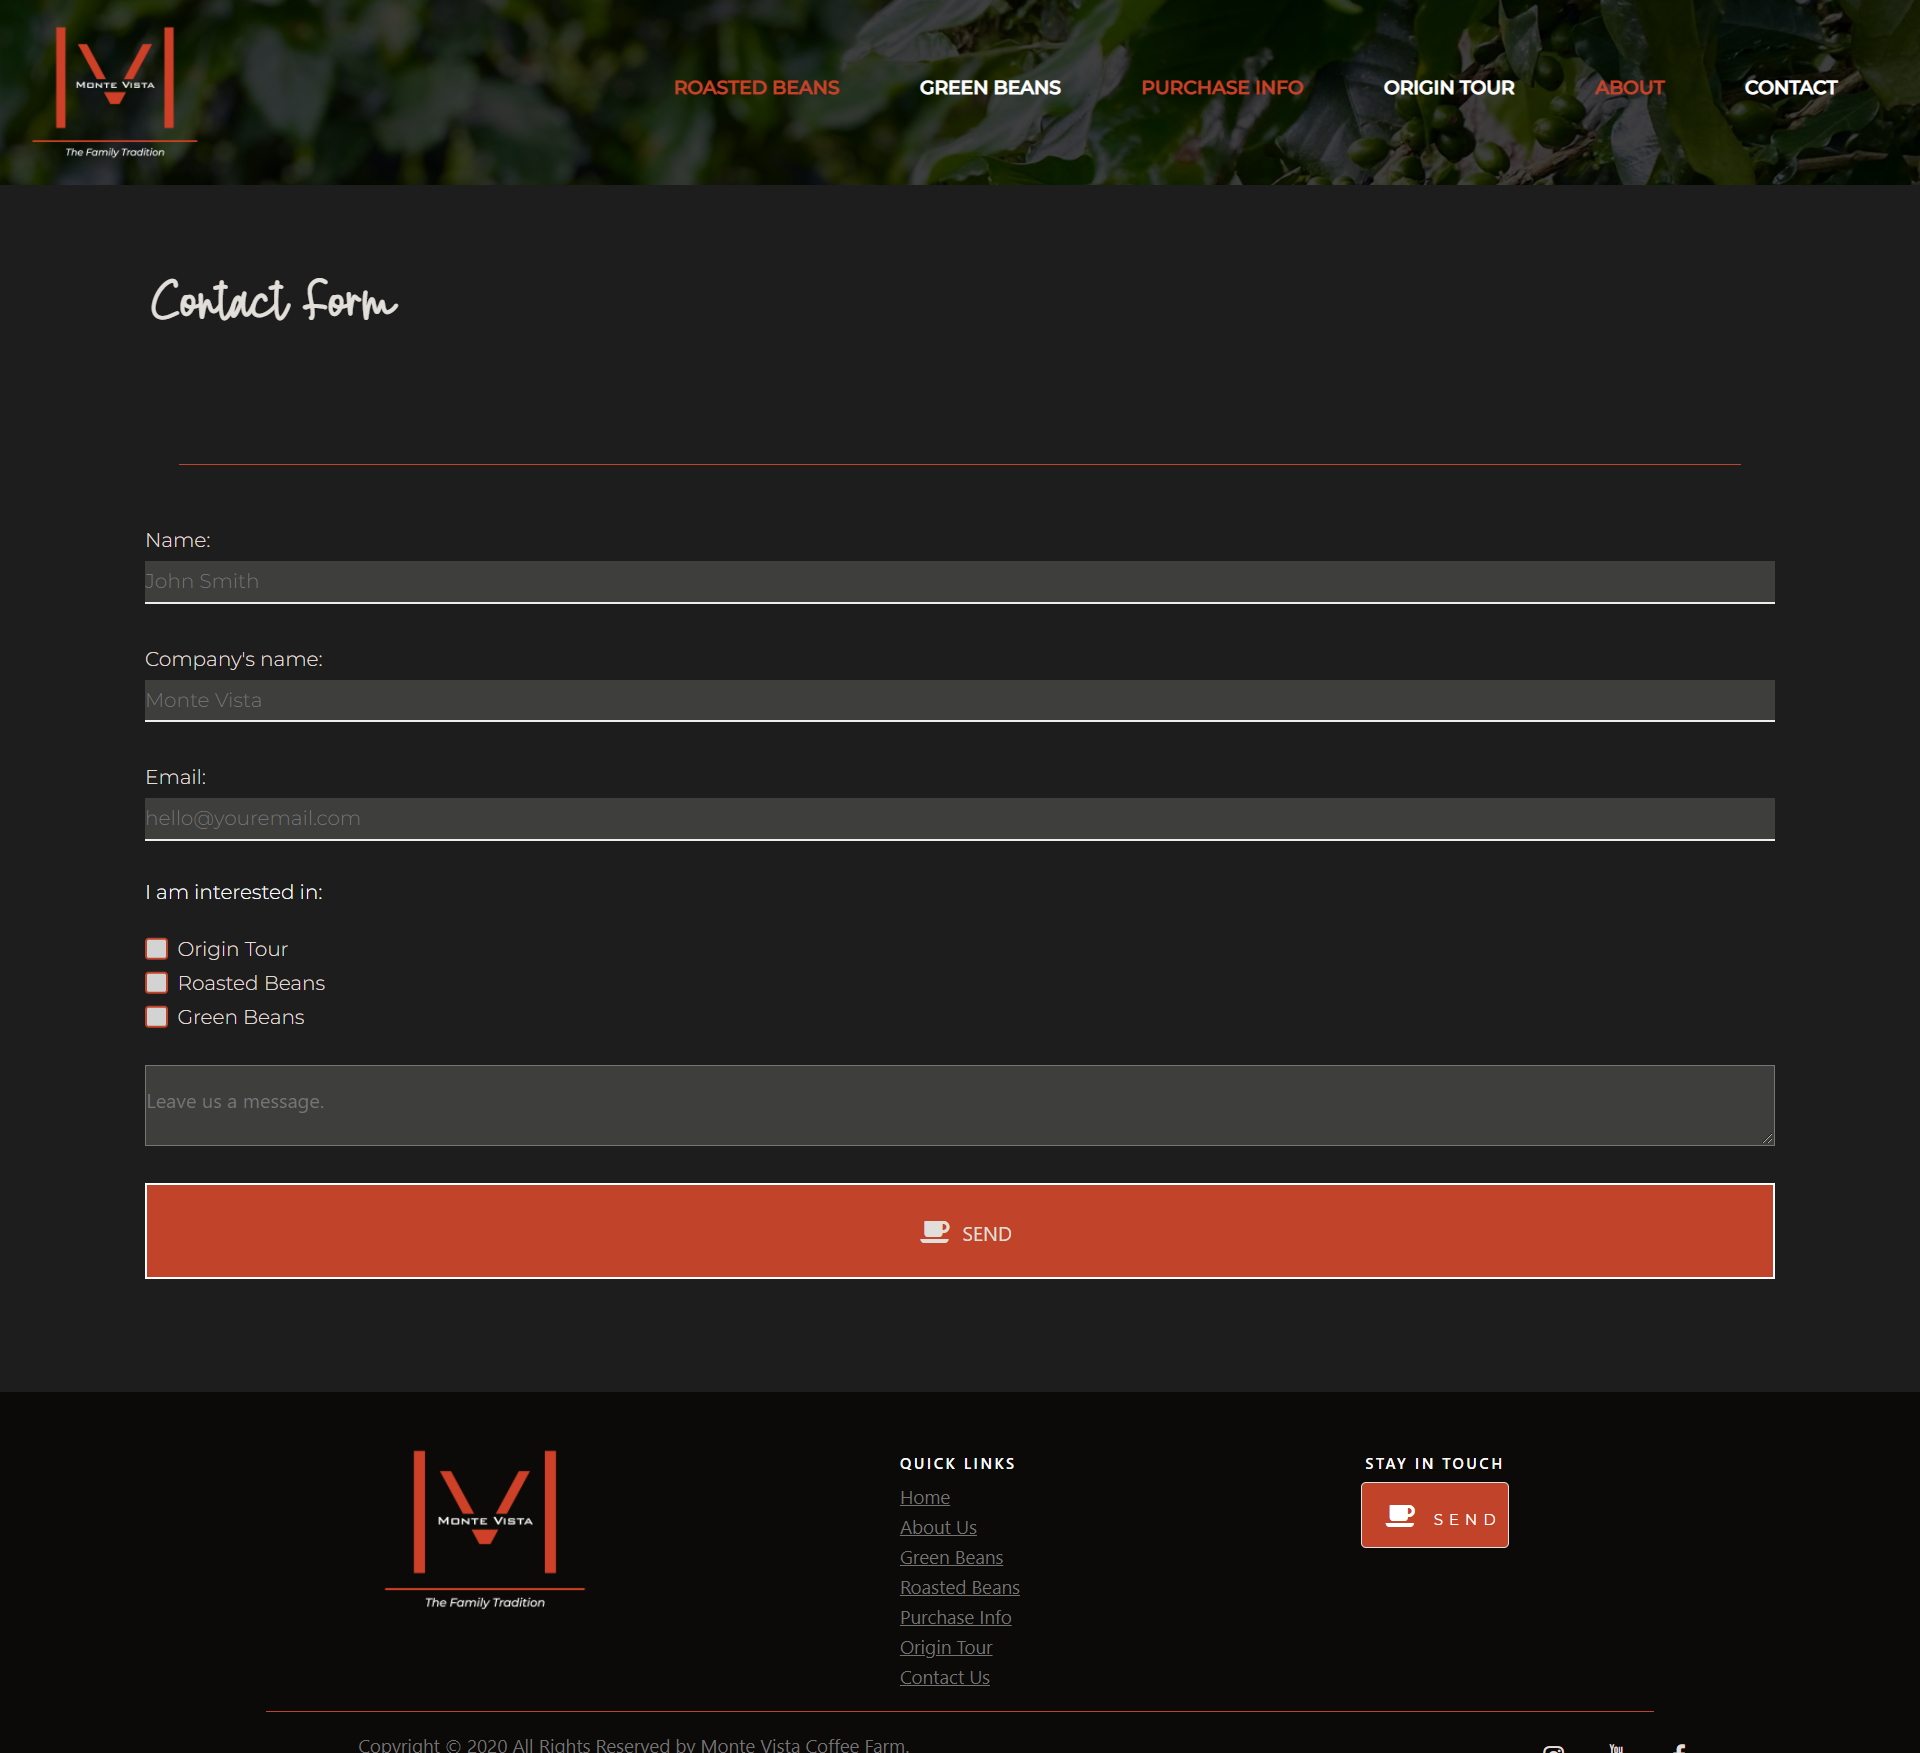 MONTE VISTA
The Family Tradition
ROASTED BEANS GREEN BEANS PURCHASE INFO ORIGIN TOUR ABOUT CONTACT
Contact Form
Name:
John Smith
Company's name:
Monte Vista
Email:
hello@youremail.com
I am interested in:
Origin Tour
Roasted Beans
Green Beans
Leave us a message.
SEND
MONTE VISTA
The Family Tradition
QUICK LINKS
Home
About Us
Green Beans
Roasted Beans
Purchase Info
Origin Tour
Contact Us
STAY IN TOUCH
SEND
Copyright © 2020 All Rights Reserved by Monte Vista Coffee Farm.
You